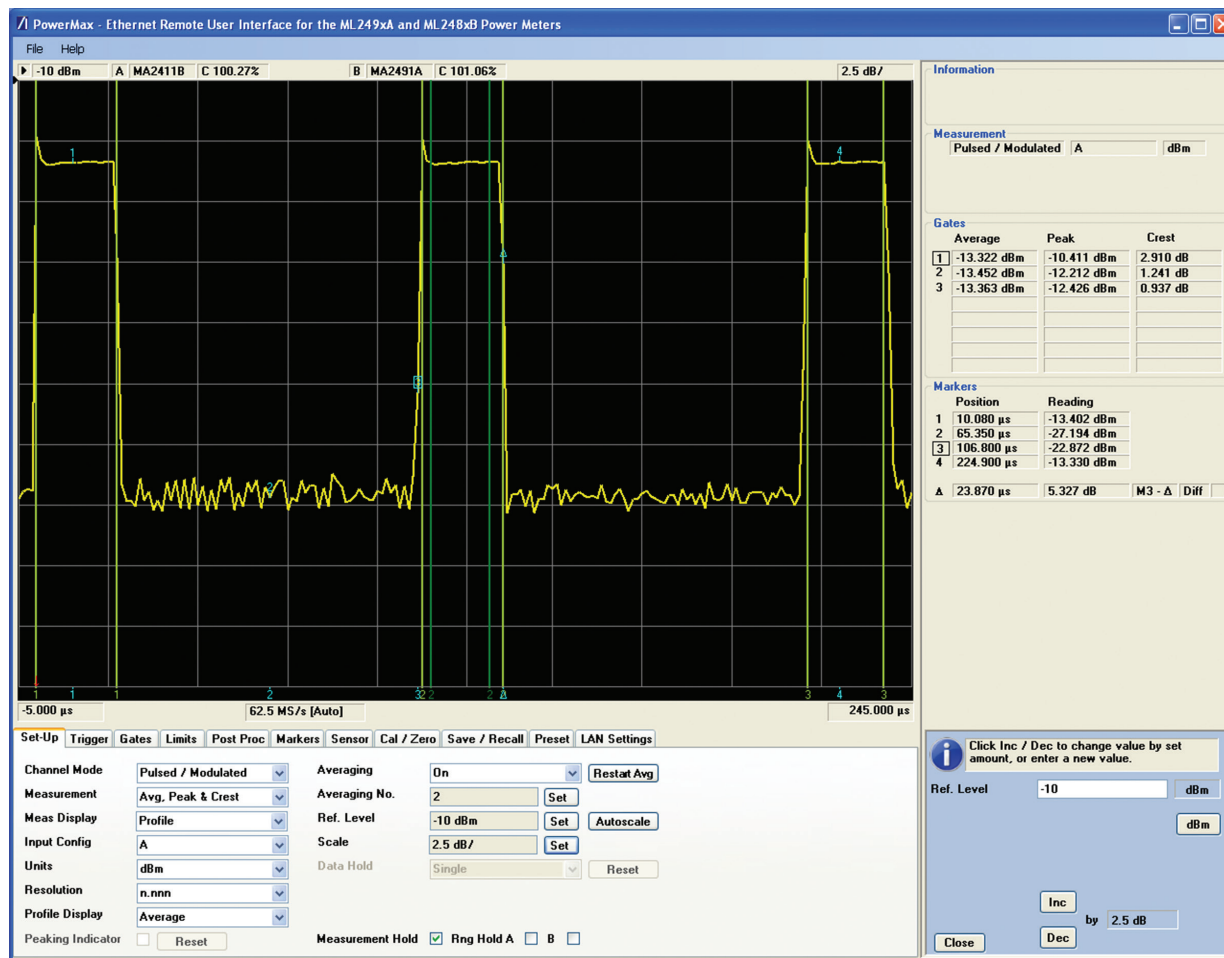 PowerMax - Ethernet Remote User Interface for the ML249xA and ML248xB Power Meters
File Help
-10 dBm A MA2411B C 100.27% B MA2491A C 101.06% 2.5 dB/
1 4
2
1 1 1 2 3 2 2 2 Δ 3 4 3
-5.000 µs 62.5 MS/s [Auto] 245.000 µs
Information
Measurement
Pulsed / Modulated A dBm
Gates
Average Peak Crest
1 -13.322 dBm -10.411 dBm 2.910 dB
2 -13.452 dBm -12.212 dBm 1.241 dB
3 -13.363 dBm -12.426 dBm 0.937 dB
Markers
Position Reading
1 10.080 µs -13.402 dBm
2 65.350 µs -27.194 dBm
3 106.800 µs -22.872 dBm
4 224.900 µs -13.330 dBm
Δ 23.870 µs 5.327 dB M3 - Δ Diff
Set-Up Trigger Gates Limits Post Proc Markers Sensor Cal / Zero Save / Recall Preset LAN Settings
Channel Mode Pulsed / Modulated Averaging On Restart Avg
Measurement Avg, Peak & Crest Averaging No. 2 Set
Meas Display Profile Ref. Level -10 dBm Set Autoscale
Input Config A Scale 2.5 dB/ Set
Units dBm Data Hold Single Reset
Resolution n.nnn
Profile Display Average
Peaking Indicator Reset Measurement Hold Rng Hold A B
Click Inc / Dec to change value by set
amount, or enter a new value.
Ref. Level -10 dBm
dBm
Inc
by 2.5 dB
Close Dec